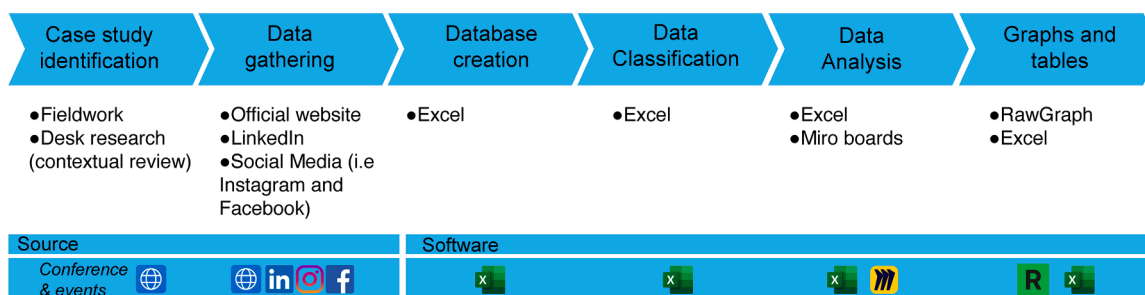 Case study
identification
Data
gathering
Database
creation
Data
Classification
Data
Analysis
Graphs and
tables
●Fieldwork
●Desk research
(contextual review)
●Official website
●LinkedIn
●Social Media (i.e
Instagram and
Facebook)
●Excel
●Excel
●Excel
●Miro boards
●RawGraph
●Excel
Source
Software
Conference
& events
in
f
X
X
X
R
X